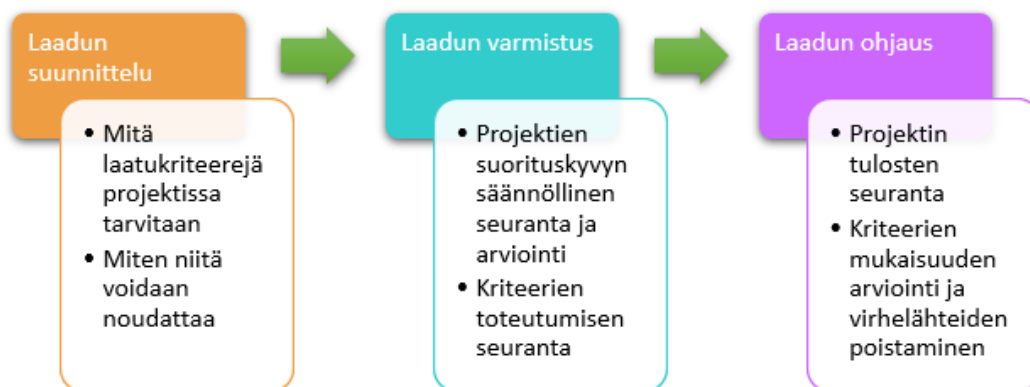 Laadun
suunnittelu
• Mitä
laatukriteerejä
projektissa
tarvitaan
• Miten niitä
voidaan
noudattaa
Laadun varmistus
• Projektien
suorituskyvyn
säännöllinen
seuranta ja
arviointi
• Kriteerien
toteutumisen
seuranta
Laadun ohjaus
• Projektin
tulosten
seuranta
• Kriteerien
mukaisuuden
arviointi ja
virhelähteiden
poistaminen